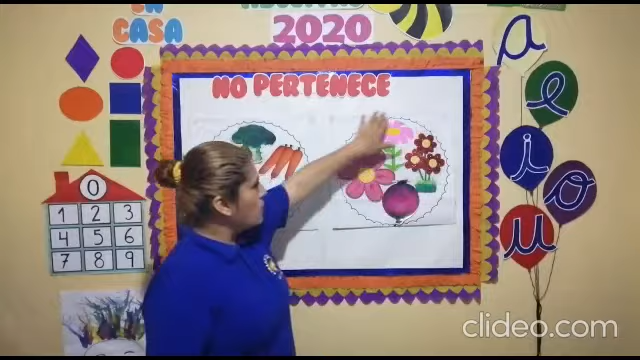 EN
CASA
2020
NO PERTENECE
0
1 2 3
4 5 6
7 8 9
a
e
i
o
u
clideo.com